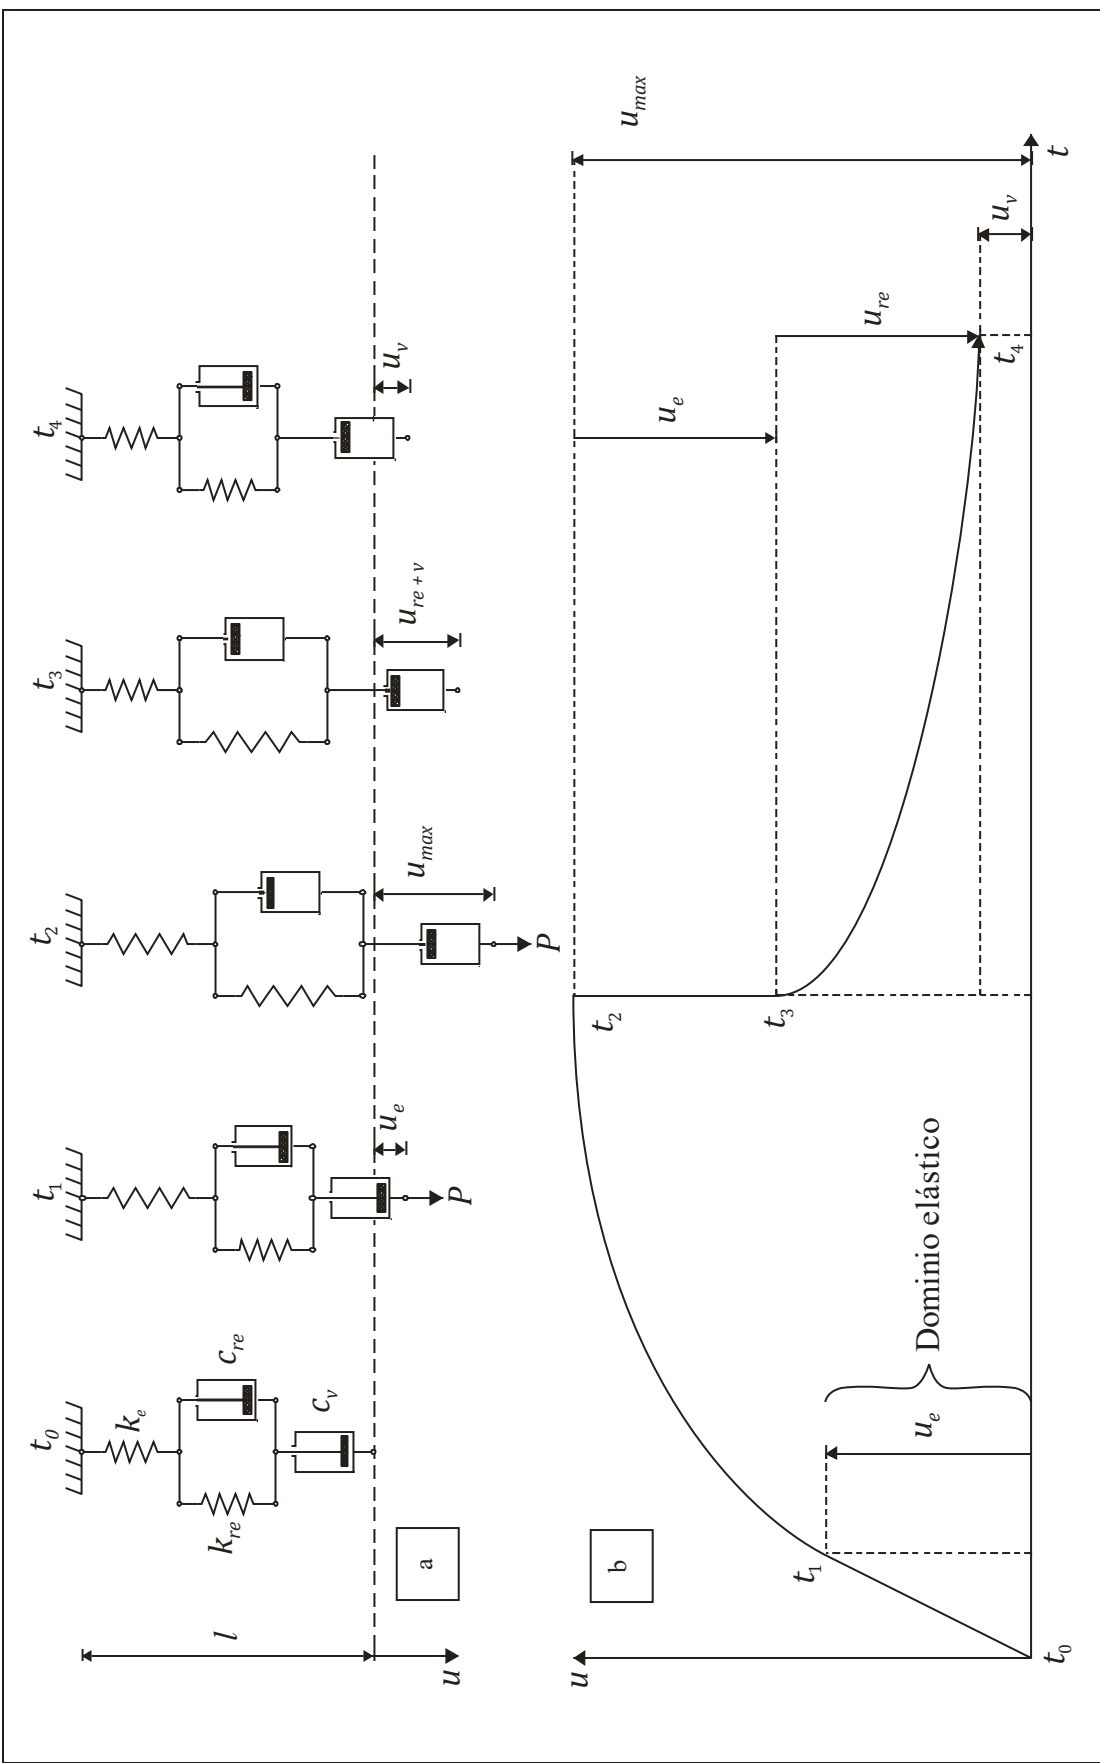 t0 t1 t2 t3 t4
l
ke
kre
cre
cv
ue
umax
ure + v
uv
P
P
u
a
b
u
t1
t2
t3
ue
Dominio elástico
ue
ure
uv
umax
t4
t0
t